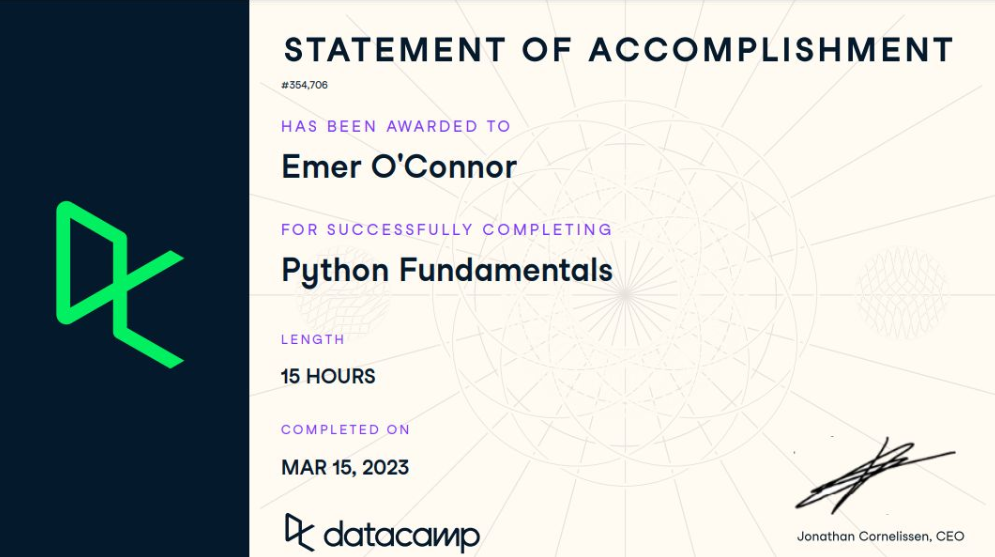 STATEMENT OF ACCOMPLISHMENT
#354,706
HAS BEEN AWARDED TO
Emer O'Connor
FOR SUCCESSFULLY COMPLETING
Python Fundamentals
LENGTH
15 HOURS
COMPLETED ON
MAR 15, 2023
datacamp
Jonathan Cornelissen, CEO